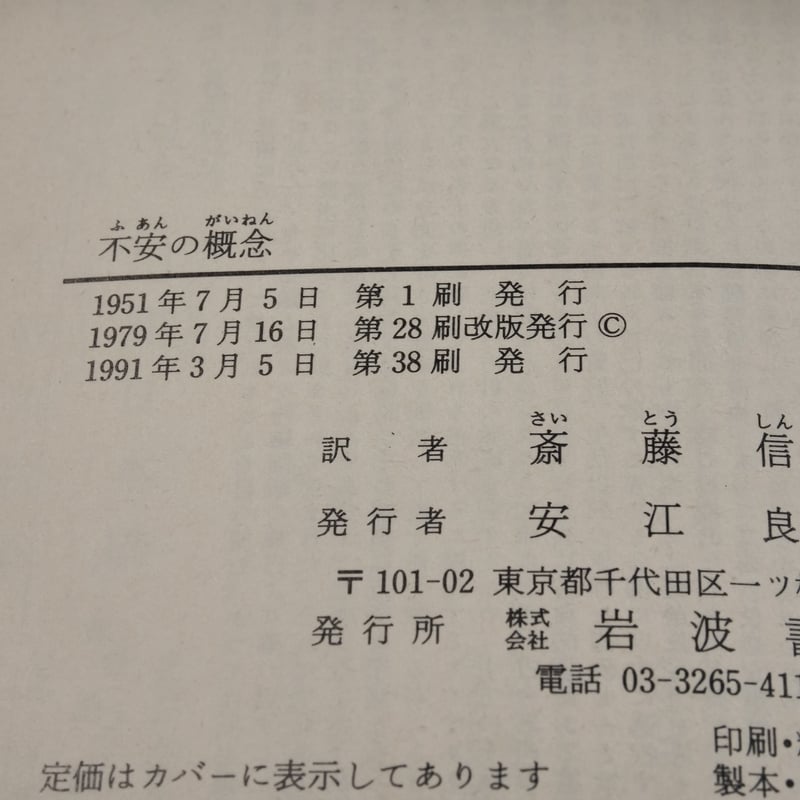 ふ あん がいねん
不安の概念
1951年7月5日 第1刷発行
1979年7月16日 第28刷改版発行©
1991年3月5日 第38刷発行
さい とう しん
訳者 斎藤信
発行者 安江良
〒101-02 東京都千代田区一ッ
発行所 株式会社 岩波
電話 03-3265-411
印刷・
製本・
定価はカバーに表示してあります